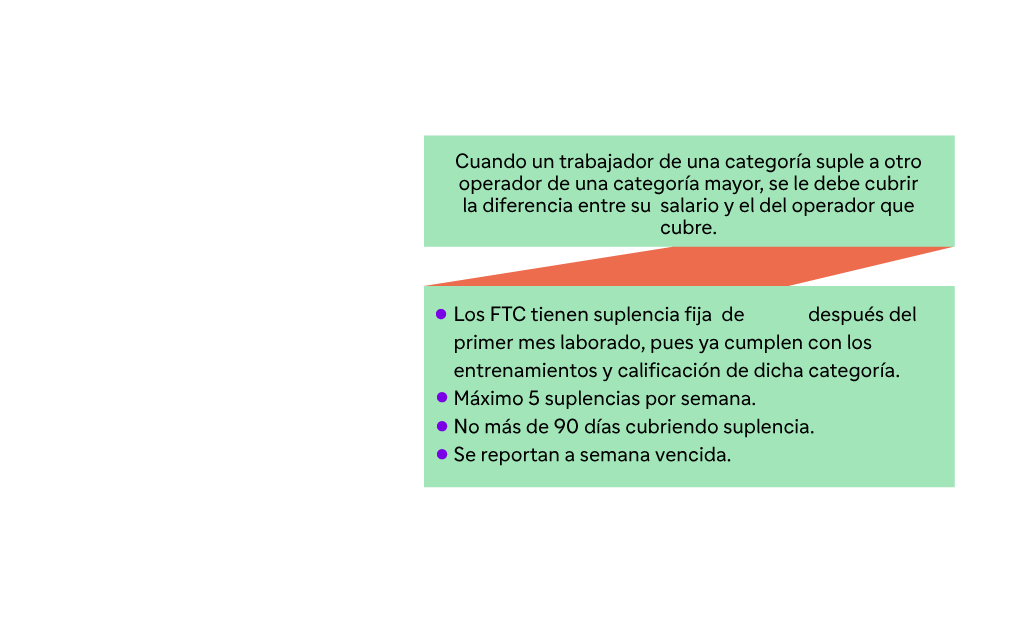 Cuando un trabajador de una categoría suple a otro
operador de una categoría mayor, se le debe cubrir
la diferencia entre su salario y el del operador que
cubre.
Los FTC tienen suplencia fija de después del
primer mes laborado, pues ya cumplen con los
entrenamientos y calificación de dicha categoría.
Máximo 5 suplencias por semana.
No más de 90 días cubriendo suplencia.
Se reportan a semana vencida.